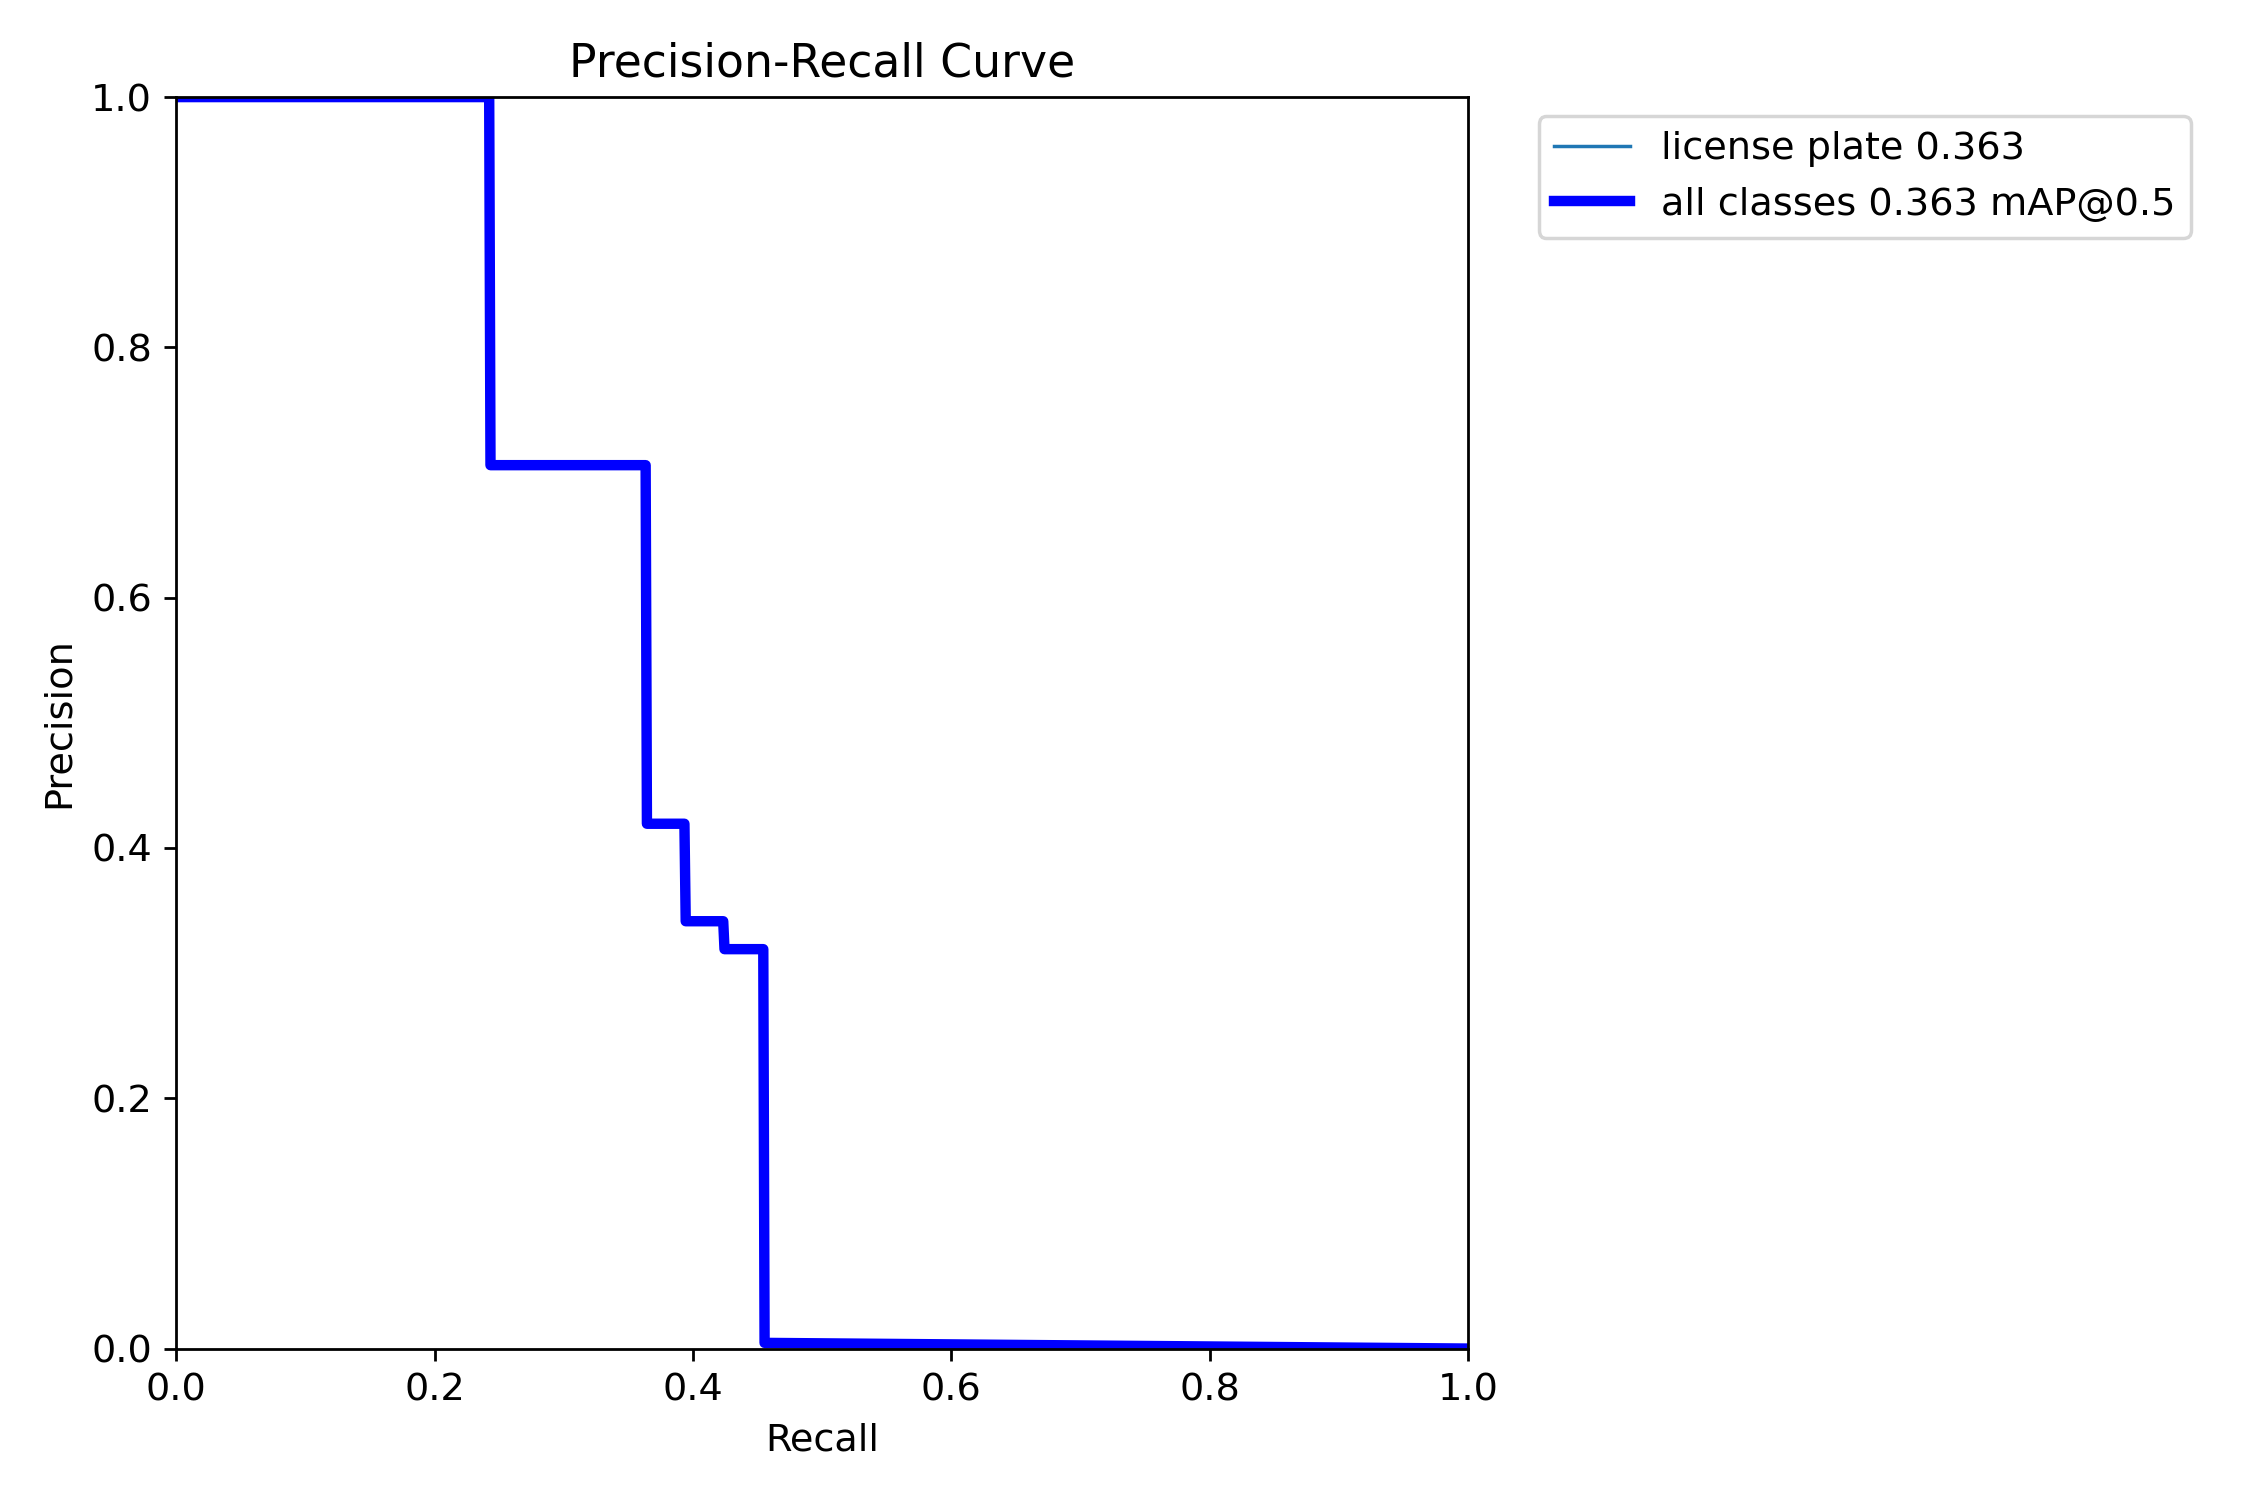 Precision-Recall Curve
1.0
0.8
0.6
0.4
0.2
0.0
Precision
0.0 0.2 0.4 0.6 0.8 1.0
Recall
license plate 0.363
all classes 0.363 mAP@0.5